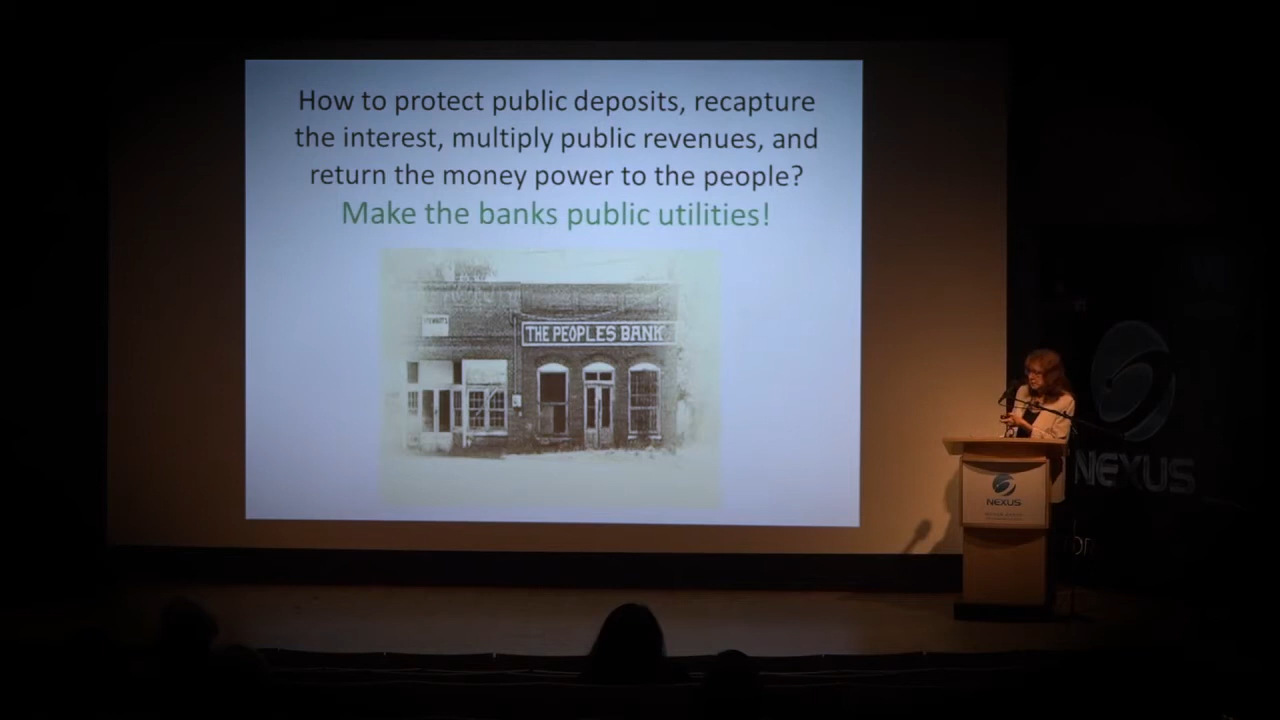 How to protect public deposits, recapture
the interest, multiply public revenues, and
return the money power to the people?
Make the banks public utilities!
THE PEOPLES BANK
NEXUS
NEXUS